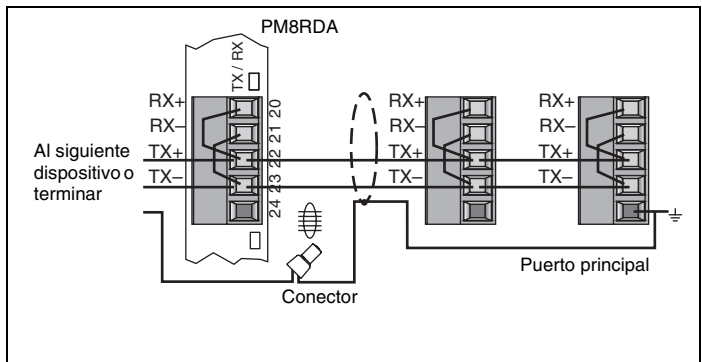 PM8RDA
TX / RX
RX+
RX–
TX+
TX–
20
21
22
23
24
Al siguiente
dispositivo o
terminar
RX+
RX–
TX+
TX–
RX+
RX–
TX+
TX–
Puerto principal
Conector